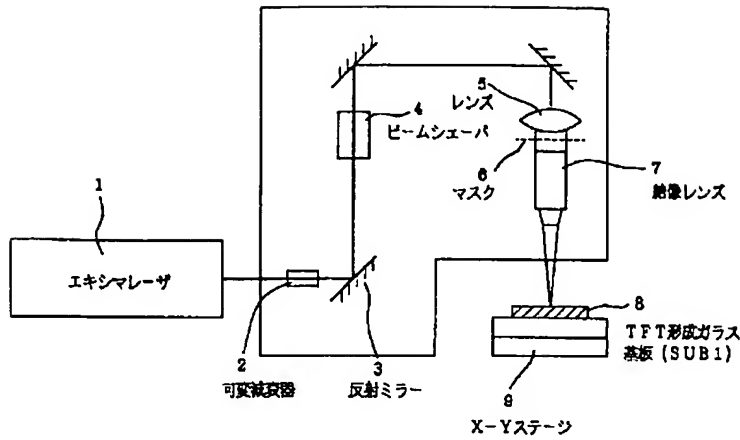 5
レンズ
4
ビームシェーパ
6
マスク
7
結像レンズ
1
エキシマレーザ
2
可変減衰器
3
反射ミラー
8
TFT形成ガラス
基板(SUB1)
9
X-Yステージ